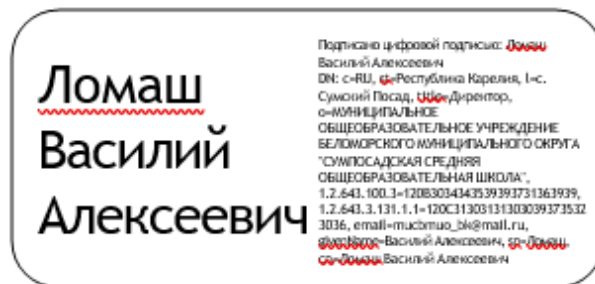 Ломаш
Василий
Алексеевич
Подписано цифровой подписью: Ломаш
Василий Алексеевич
DN: c=RU, st=Республика Карелия, l=с.
Сумский Посад, title=Директор,
o=МУНИЦИПАЛЬНОЕ
ОБЩЕОБРАЗОВАТЕЛЬНОЕ УЧРЕЖДЕНИЕ
БЕЛОМОРСКОГО МУНИЦИПАЛЬНОГО ОКРУГА
"СУМПОСАДСКАЯ СРЕДНЯЯ
ОБЩЕОБРАЗОВАТЕЛЬНАЯ ШКОЛА",
1.2.643.100.3=120B3034343539393731363939,
1.2.643.3.131.1.1=120C31303131303039373532
3036, email=mucbmuo_bk@mail.ru,
givenName=Василий Алексеевич, sn=Ломаш,
cn=Ломаш Василий Алексеевич